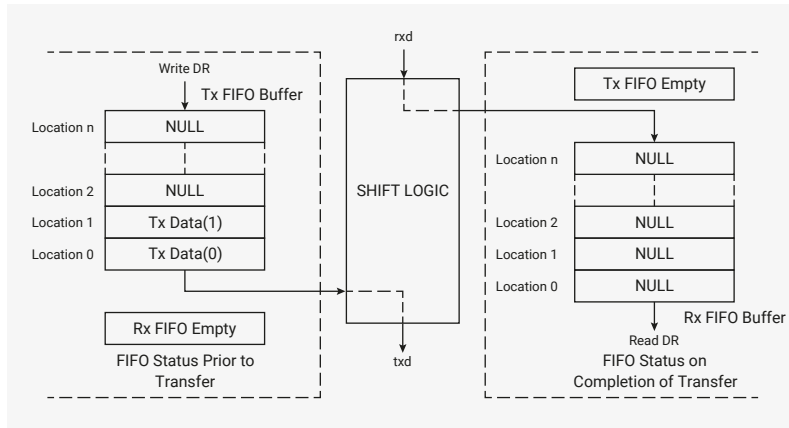 rxd
Write DR
Tx FIFO Buffer
Location n
NULL
Location 2
NULL
Location 1
Tx Data(1)
Location 0
Tx Data(0)
Rx FIFO Empty
FIFO Status Prior to
Transfer
SHIFT LOGIC
txd
Tx FIFO Empty
Location n
NULL
Location 2
NULL
Location 1
NULL
Location 0
NULL
Rx FIFO Buffer
Read DR
FIFO Status on
Completion of Transfer